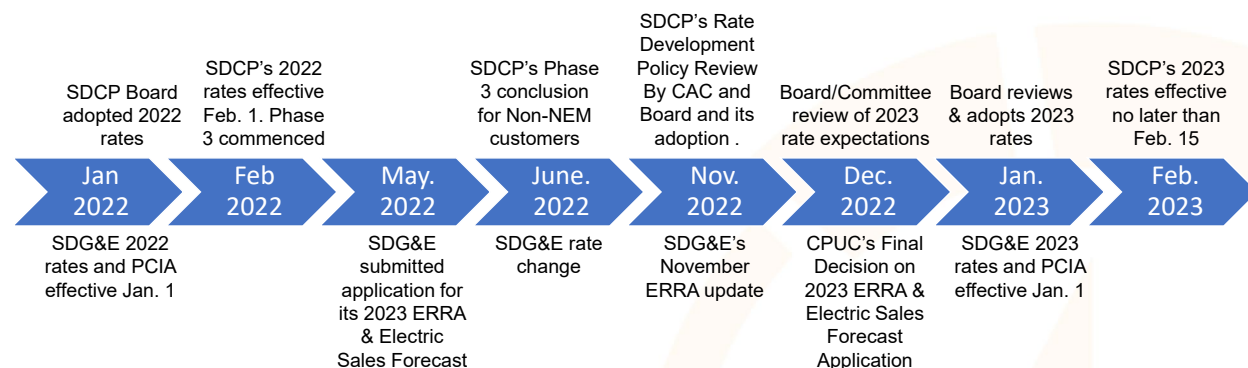 SDCP Board
adopted 2022
rates
SDCP's 2022
rates effective
Feb. 1. Phase
3 commenced
SDCP's Phase
3 conclusion
for Non-NEM
customers
SDCP's Rate
Development
Policy Review
By CAC and
Board and its
adoption .
Board/Committee
review of 2023
rate expectations
Board reviews
& adopts 2023
rates
SDCP's 2023
rates effective
no later than
Feb. 15
Jan
2022
Feb
2022
May.
2022
June.
2022
Nov.
2022
Dec.
2022
Jan.
2023
Feb.
2023
SDG&E 2022
rates and PCIA
effective Jan. 1
SDG&E
submitted
application for
its 2023 ERRA
& Electric
Sales Forecast
SDG&E rate
change
SDG&E's
November
ERRA update
CPUC's Final
Decision on
2023 ERRA &
Electric Sales
Forecast
Application
SDG&E 2023
rates and PCIA
effective Jan. 1